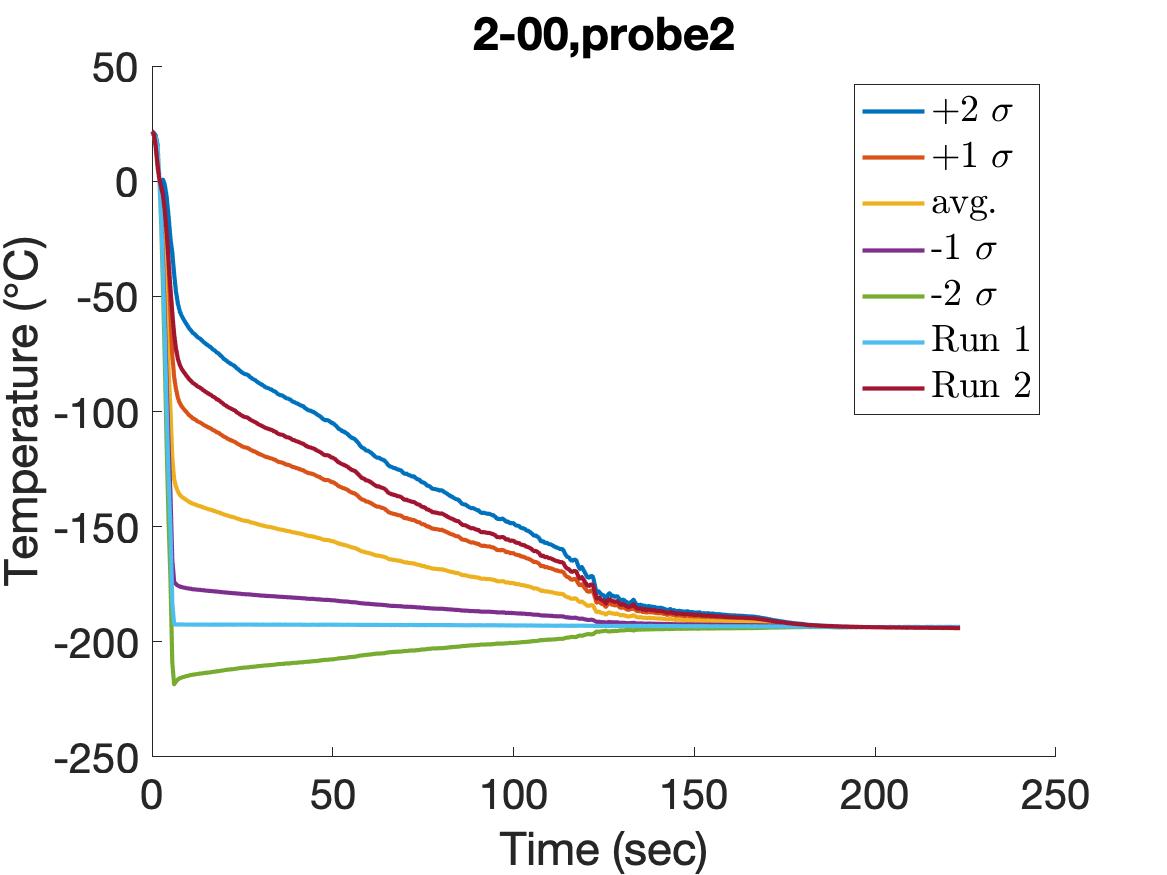 2-00,probe2
50
0
-50
-100
-150
-200
-250
0 50 100 150 200 250
Temperature (°C)
Time (sec)
+2 σ
+1 σ
avg.
-1 σ
-2 σ
Run 1
Run 2